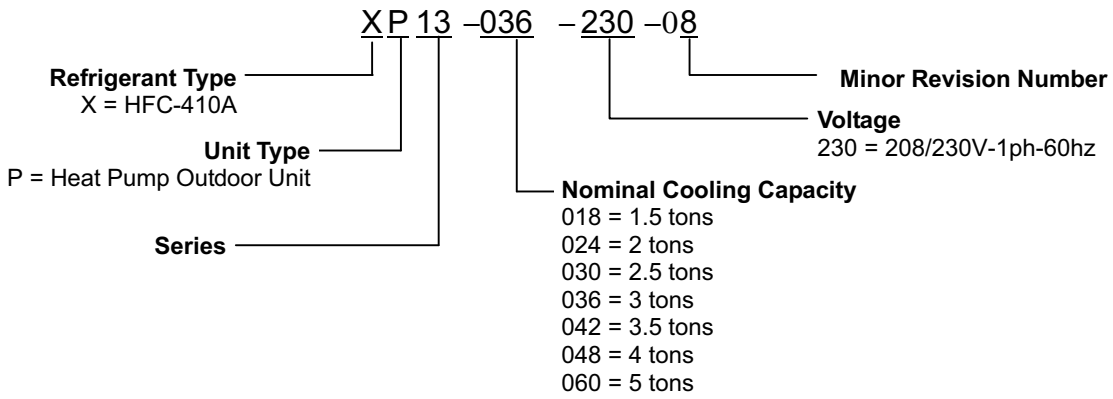 XP13 –036 –230 –08
Refrigerant Type
X = HFC-410A
Minor Revision Number
Voltage
230 = 208/230V-1ph-60hz
Unit Type
P = Heat Pump Outdoor Unit
Nominal Cooling Capacity
018 = 1.5 tons
024 = 2 tons
030 = 2.5 tons
036 = 3 tons
042 = 3.5 tons
048 = 4 tons
060 = 5 tons
Series